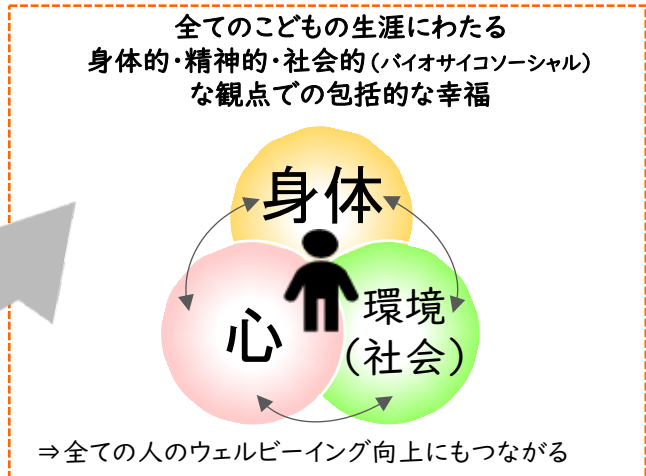 全てのこどもの生涯にわたる
身体的・精神的・社会的(バイオサイコソーシャル)
な観点での包括的な幸福
身体
心
環境
(社会)
⇒全ての人のウェルビーイング向上にもつながる